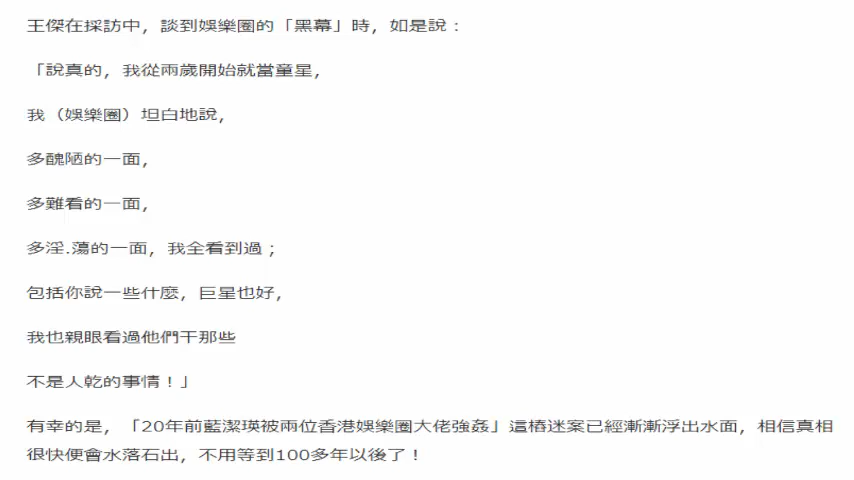 王傑在採訪中，談到娛樂圈的「黑幕」時，如是說：
「說真的，我從兩歲開始就當童星，
我（娛樂圈）坦白地說，
多醜陋的一面，
多難看的一面，
多淫.蕩的一面，我全看到過；
包括你說一些什麼，巨星也好，
我也親眼看過他們干那些
不是人乾的事情！」
有幸的是，「20年前藍潔瑛被兩位香港娛樂圈大佬強姦」這樁迷案已經漸漸浮出水面，相信真相
很快便會水落石出，不用等到100多年以後了！